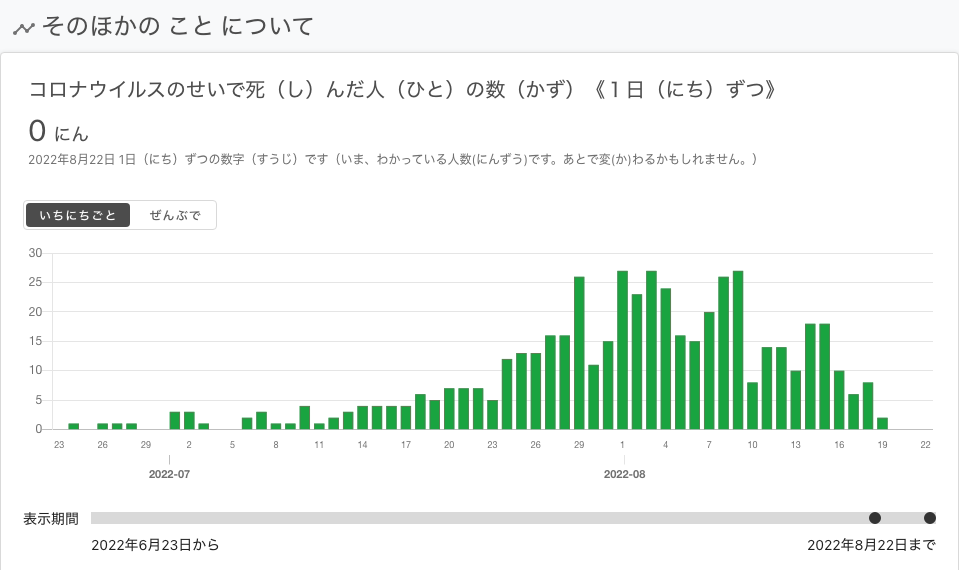 そのほかの こと について
コロナウイルスのせいで死（し）んだ人（ひと）の数（かず）《１日（にち）ずつ》
0 にん
2022年8月22日 1日（にち）ずつの数字（すうじ）です（いま、わかっている人数(にんずう)です。あとで変(か)わるかもしれません。）
いちにちごと ぜんぶで
30
25
20
15
10
5
0
23 26 29 2 5 8 11 14 17 20 23 26 29 1 4 7 10 13 16 19 22
2022-07 2022-08
表示期間
2022年6月23日から 2022年8月22日まで